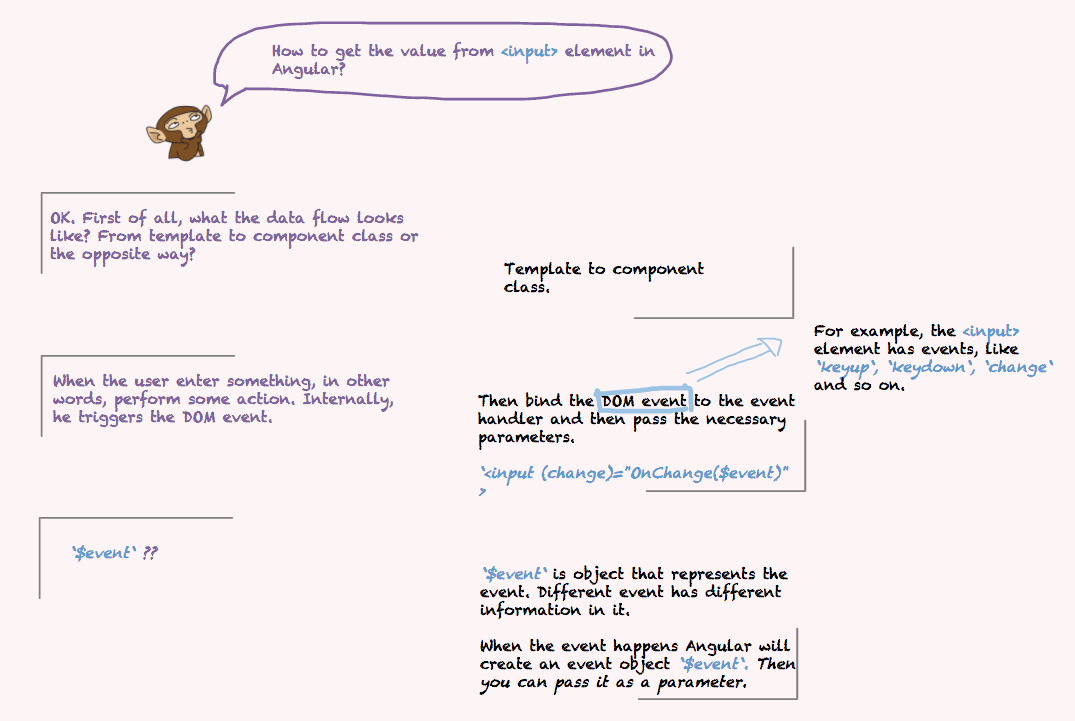 How to get the value from <input> element in
Angular?
OK. First of all, what the data flow looks
like? From template to component class or
the opposite way?
Template to component
class.
For example, the <input>
element has events, like
`keyup`, `keydown`, `change`
and so on.
When the user enter something, in other
words, perform some action. Internally,
he triggers the DOM event.
Then bind the DOM event to the event
handler and then pass the necessary
parameters.
`<input (change)="OnChange($event)"
>
`$event` ??
`$event` is object that represents the
event. Different event has different
information in it.
When the event happens Angular will
create an event object `$event`. Then
you can pass it as a parameter.